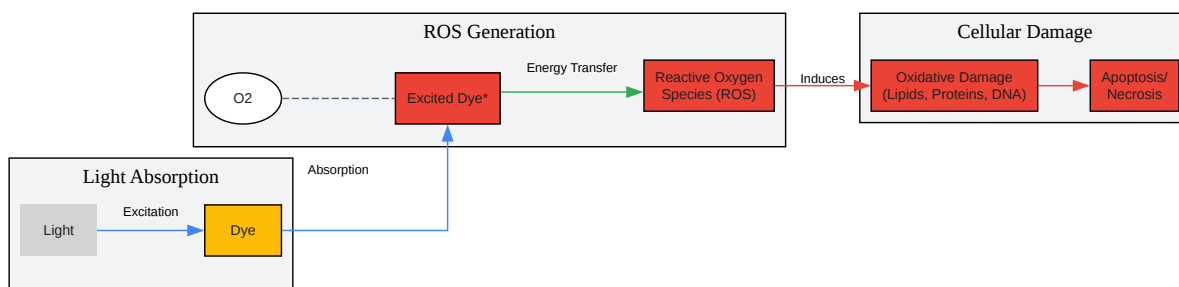 ROS Generation
O2
Excited Dye*
Energy Transfer
Reactive Oxygen
Species (ROS)
Induces
Cellular Damage
Oxidative Damage
(Lipids, Proteins, DNA)
Apoptosis/
Necrosis
Light Absorption
Light
Excitation
Dye
Absorption